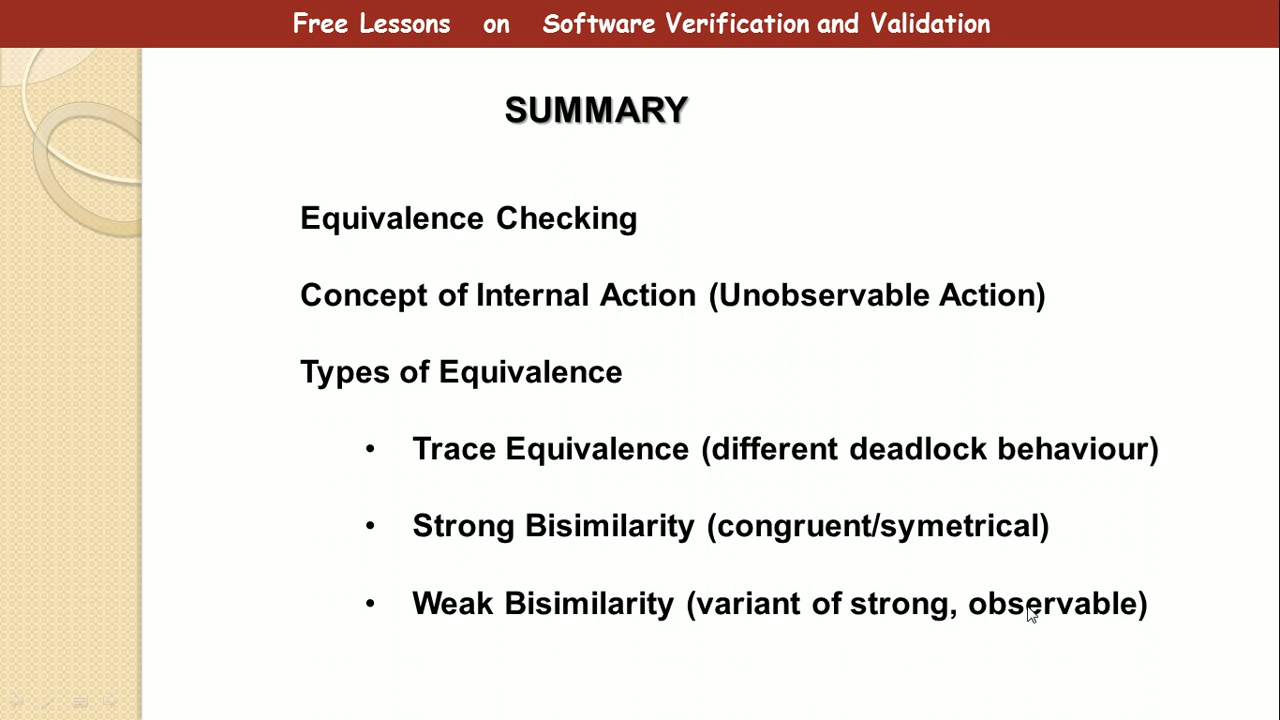 Free Lessons on Software Verification and Validation
SUMMARY
Equivalence Checking
Concept of Internal Action (Unobservable Action)
Types of Equivalence
• Trace Equivalence (different deadlock behaviour)
• Strong Bisimilarity (congruent/symetrical)
• Weak Bisimilarity (variant of strong, observable)